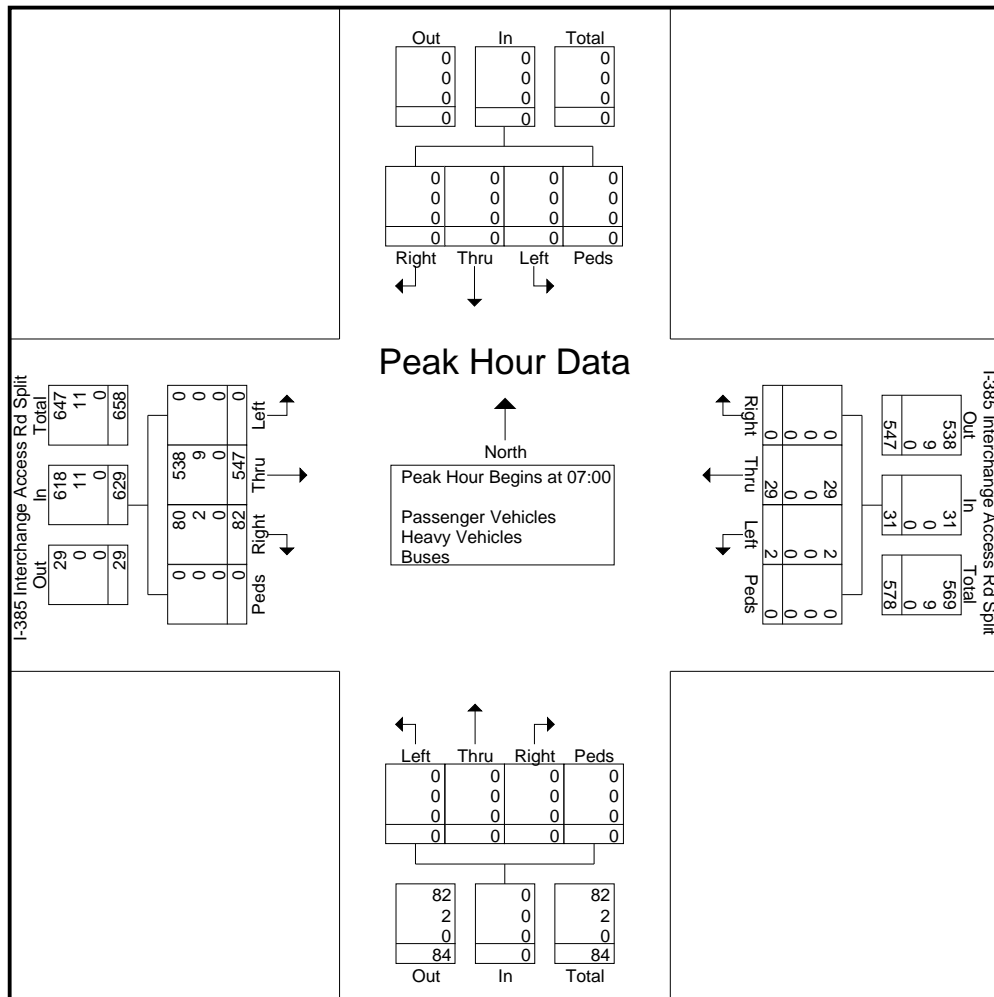 Out In Total
0 0 0
0 0 0
0 0 0
0 0 0
0 0 0 0
0 0 0 0
0 0 0 0
0 0 0 0
Right Thru Left Peds
Peak Hour Data
North
Peak Hour Begins at 07:00
Passenger Vehicles
Heavy Vehicles
Buses
I-385 Interchange Access Rd Split
Out In Total
29 618 647
0 11 11
0 0 0
29 629 658
Peds Right Thru Left
0 80 538 0
0 2 9 0
0 0 0 0
0 82 547 0
I-385 Interchange Access Rd Split
Out In Total
538 31 569
9 0 9
0 0 0
547 31 578
Right Thru Left Peds
0 29 2 0
0 0 0 0
0 0 0 0
0 29 2 0
Left Thru Right Peds
0 0 0 0
0 0 0 0
0 0 0 0
0 0 0 0
82 0 82
2 0 2
0 0 0
84 0 84
Out In Total